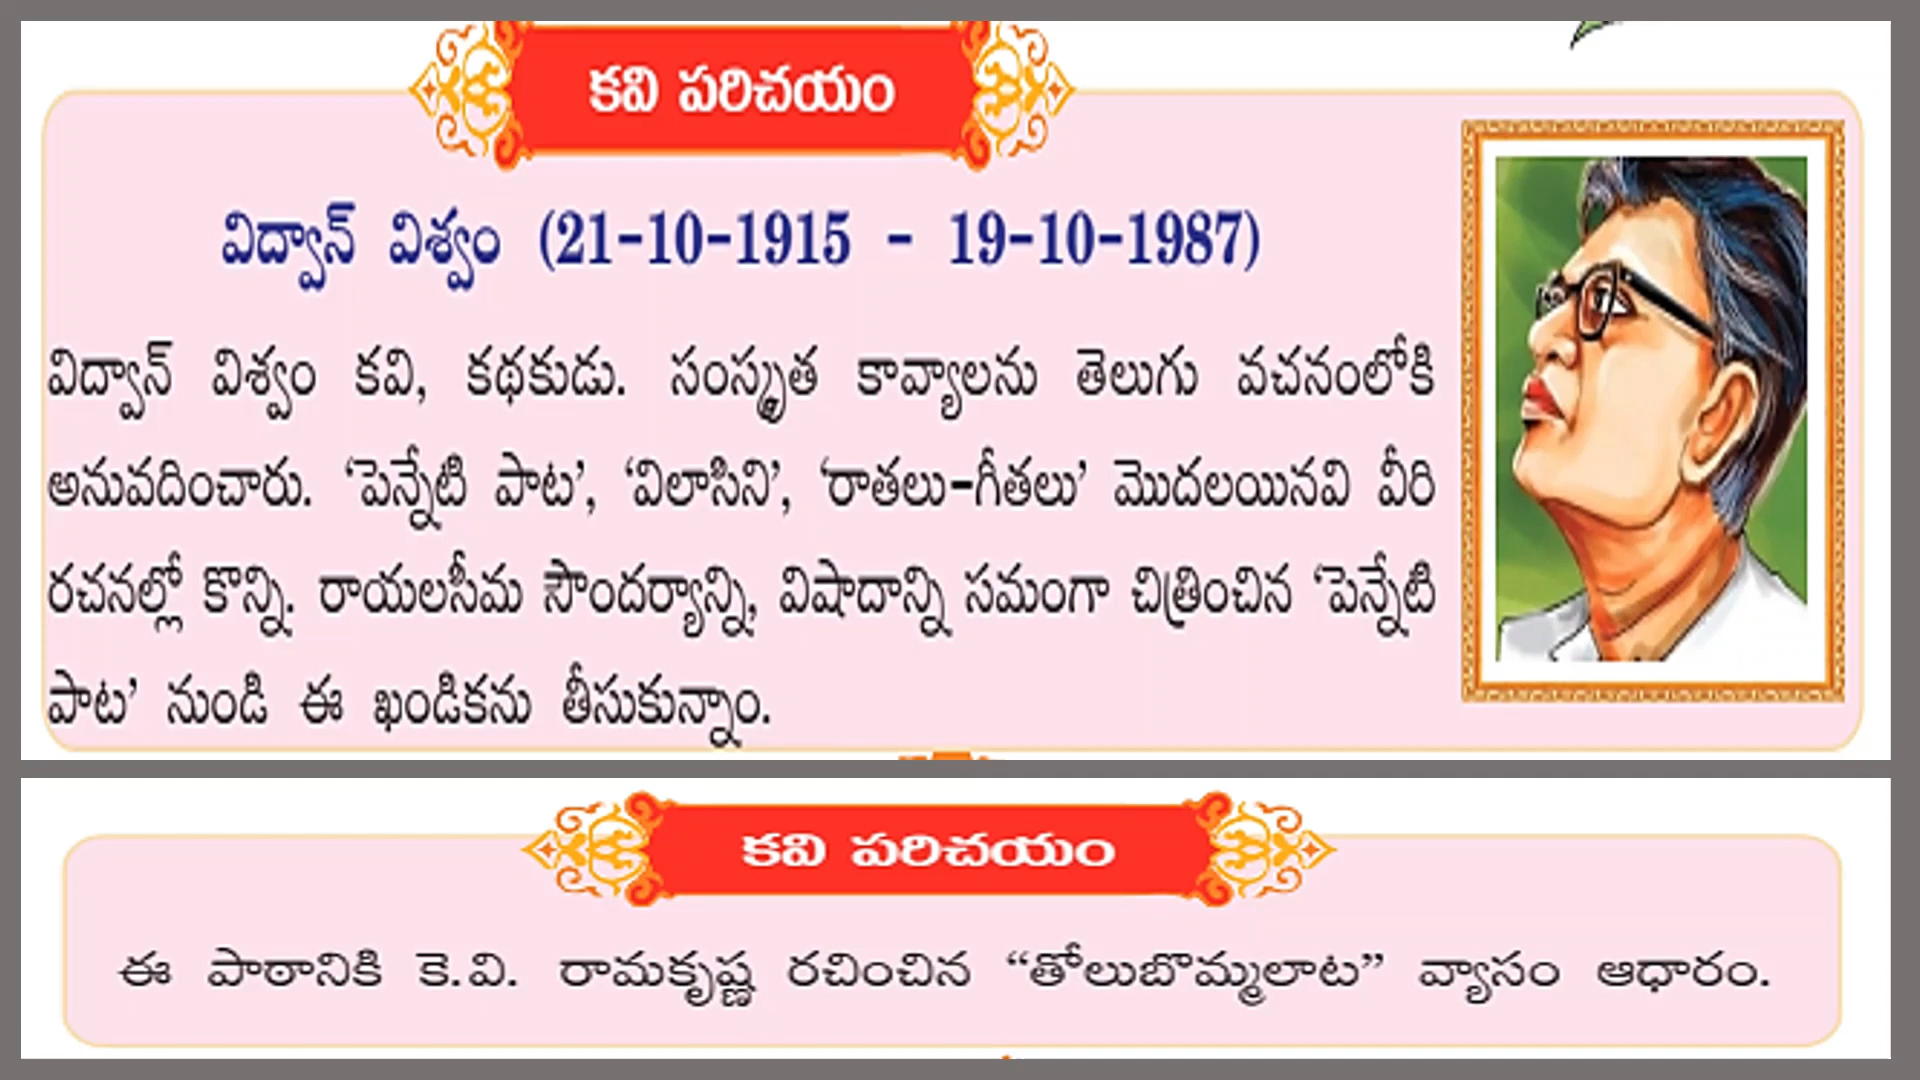 కవి పరిచయం
విద్వాన్ విశ్వం (21-10-1915 - 19-10-1987)
విద్వాన్ విశ్వం కవి, కథకుడు. సంస్కృత కావ్యాలను తెలుగు వచనంలోకి
అనువదించారు. ‘పెన్నేటి పాట’, ‘విలాసిని’, ‘రాతలు-గీతలు’ మొదలయినవి వీరి
రచనల్లో కొన్ని. రాయలసీమ సౌందర్యాన్ని, విషాదాన్ని సమంగా చిత్రించిన ‘పెన్నేటి
పాట’ నుండి ఈ ఖండికను తీసుకున్నాం.
కవి పరిచయం
ఈ పాఠానికి కె.వి. రామకృష్ణ రచించిన “తోలుబొమ్మలాట” వ్యాసం ఆధారం.